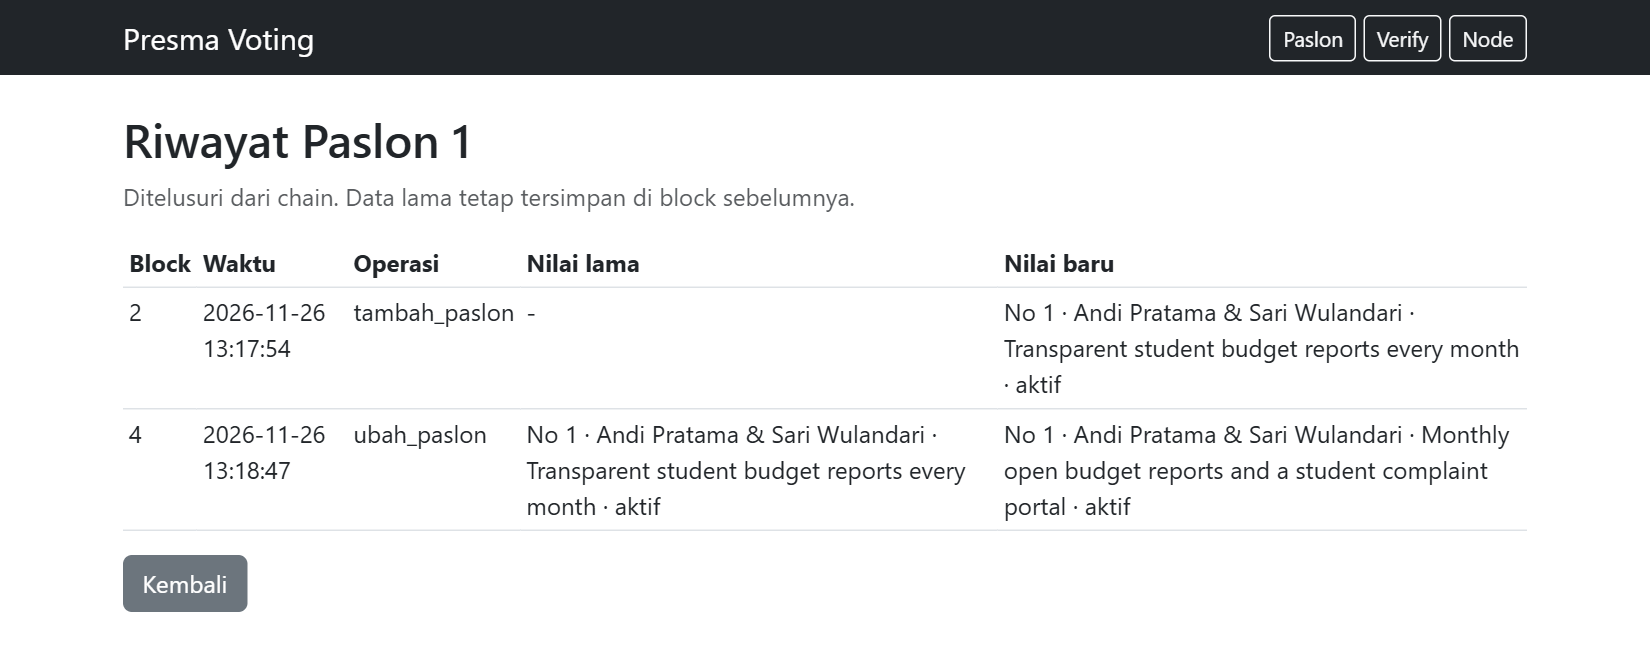 Presma Voting
Paslon Verify Node
Riwayat Paslon 1
Ditelusuri dari chain. Data lama tetap tersimpan di block sebelumnya.
Block Waktu Operasi Nilai lama Nilai baru
2 2026-11-26 tambah_paslon - No 1 · Andi Pratama & Sari Wulandari ·
13:17:54 Transparent student budget reports every month
· aktif
4 2026-11-26 ubah_paslon No 1 · Andi Pratama & Sari Wulandari · No 1 · Andi Pratama & Sari Wulandari · Monthly
13:18:47 Transparent student budget reports every open budget reports and a student complaint
month · aktif portal · aktif
Kembali